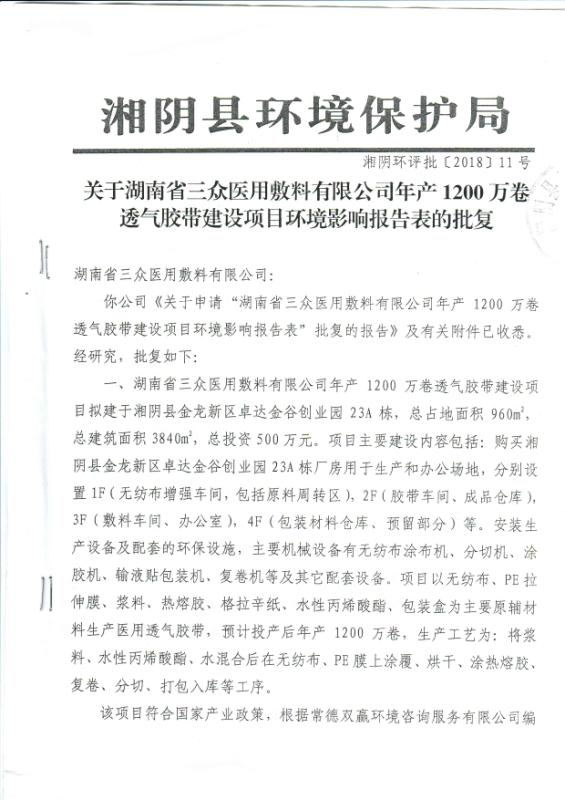 湘阴县环境保护局
湘阴环评批〔2018〕11号
关于湖南省三众医用敷料有限公司年产1200万卷
透气胶带建设项目环境影响报告表的批复
湖南省三众医用敷料有限公司：
你公司《关于申请“湖南省三众医用敷料有限公司年产 1200 万卷
透气胶带建设项目环境影响报告表”批复的报告》及有关附件已收悉。
经研究，批复如下：
一、湖南省三众医用敷料有限公司年产 1200 万卷透气胶带建设项
目拟建于湘阴县金龙新区卓达金谷创业园 23A 栋，总占地面积 960㎡，
总建筑面积 3840㎡，总投资 500 万元。项目主要建设内容包括：购买湘
阴县金龙新区卓达金谷创业园 23A 栋厂房用于生产和办公场地，分别设
置 1F（无纺布增强车间，包括原料周转区），2F（胶带车间、成品仓库），
3F（敷料车间、办公室），4F（包装材料仓库、预留部分）等。安装生
产设备及配套的环保设施，主要机械设备有无纺布涂布机、分切机、涂
胶机、输液贴包装机、复卷机等及其它配套设备。项目以无纺布、PE 拉
伸膜、浆料、热熔胶、格拉辛纸、水性丙烯酸酯、包装盒为主要原辅材
料生产医用透气胶带，预计投产后年产 1200 万卷，生产工艺为：将浆
料、水性丙烯酸酯、水混合后在无纺布、PE 膜上涂覆、烘干、涂热熔胶、
复卷、分切、打包入库等工序。
该项目符合国家产业政策，根据常德双赢环境咨询服务有限公司编